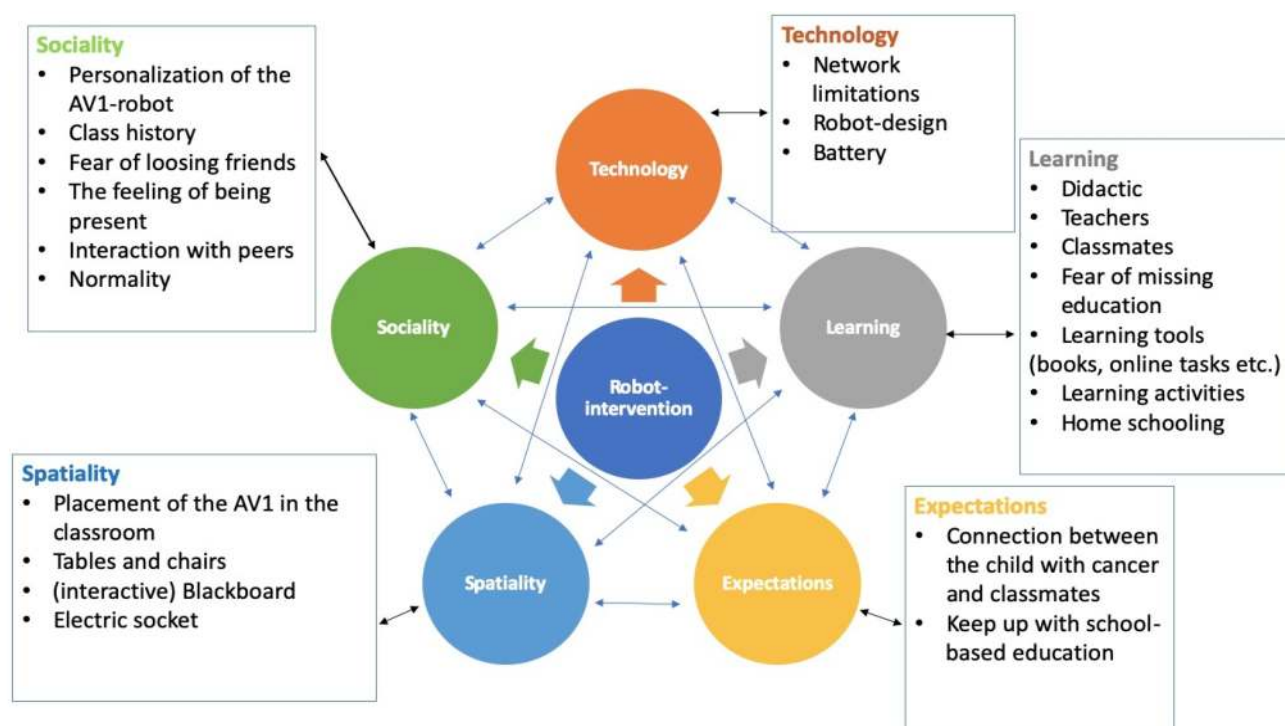 Sociality
• Personalization of the
AV1-robot
• Class history
• Fear of loosing friends
• The feeling of being
present
• Interaction with peers
• Normality
Technology
• Network
limitations
• Robot-design
• Battery
Learning
• Didactic
• Teachers
• Classmates
• Fear of missing
education
• Learning tools
(books, online tasks etc.)
• Learning activities
• Home schooling
Technology
Sociality
Learning
Robot-
intervention
Spatiality
Expectations
Spatiality
• Placement of the AV1 in the
classroom
• Tables and chairs
• (interactive) Blackboard
• Electric socket
Expectations
• Connection between
the child with cancer
and classmates
• Keep up with school-
based education